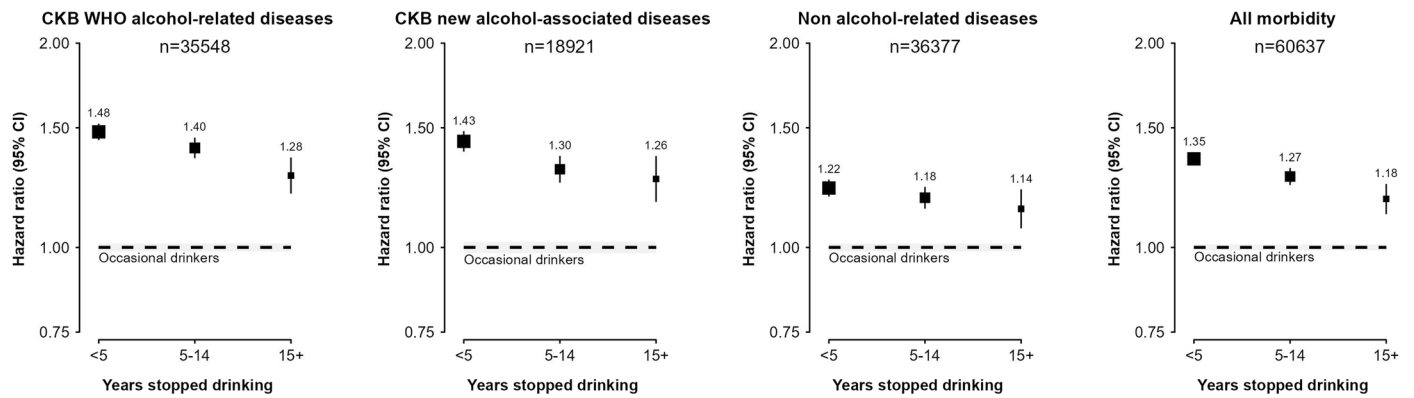 CKB WHO alcohol-related diseases
n=35548
Hazard ratio (95% CI)
2.00
1.50
1.00
0.75
1.48
1.40
1.28
Occasional drinkers
<5
5-14
15+
Years stopped drinking
CKB new alcohol-associated diseases
n=18921
Hazard ratio (95% CI)
2.00
1.50
1.00
0.75
1.43
1.30
1.26
Occasional drinkers
<5
5-14
15+
Years stopped drinking
Non alcohol-related diseases
n=36377
Hazard ratio (95% CI)
2.00
1.50
1.00
0.75
1.22
1.18
1.14
Occasional drinkers
<5
5-14
15+
Years stopped drinking
All morbidity
n=60637
Hazard ratio (95% CI)
2.00
1.50
1.00
0.75
1.35
1.27
1.18
Occasional drinkers
<5
5-14
15+
Years stopped drinking